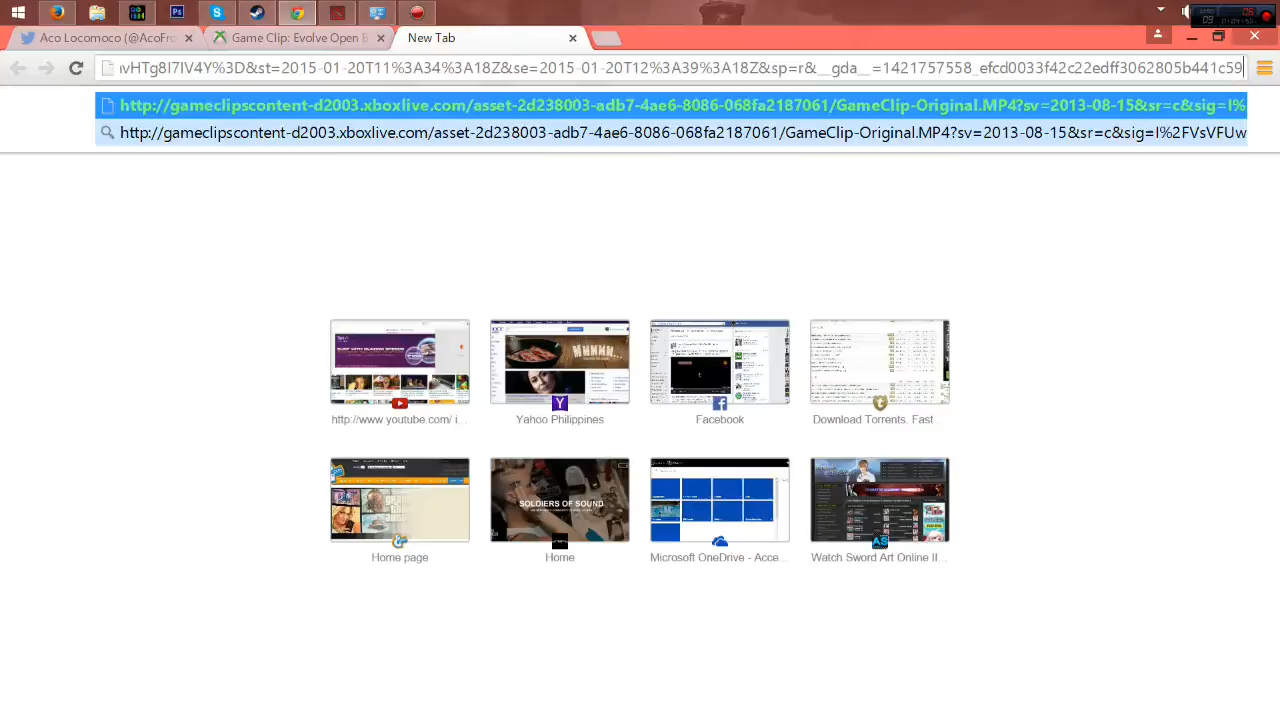 Aco Locomoco (@AcoFro
Game Clip: Evolve Open B
New Tab
vHTg8I7IV4Y%3D&st=2015-01-20T11%3A34%3A18Z&se=2015-01-20T12%3A39%3A18Z&sp=r&__gda__=1421757558_efcd0033f42c22edff3062805b441c59
http://gameclipscontent-d2003.xboxlive.com/asset-2d238003-adb7-4ae6-8086-068fa2187061/GameClip-Original.MP4?sv=2013-08-15&sr=c&sig=I%
http://gameclipscontent-d2003.xboxlive.com/asset-2d238003-adb7-4ae6-8086-068fa2187061/GameClip-Original.MP4?sv=2013-08-15&sr=c&sig=I%2FVsVFUw
http://www.youtube.com/ i...
Yahoo Philippines
Facebook
Download Torrents. Fast
SOLDIERS OF SOUND
Home page
Home
Microsoft OneDrive - Acce...
Watch Sword Art Online II...